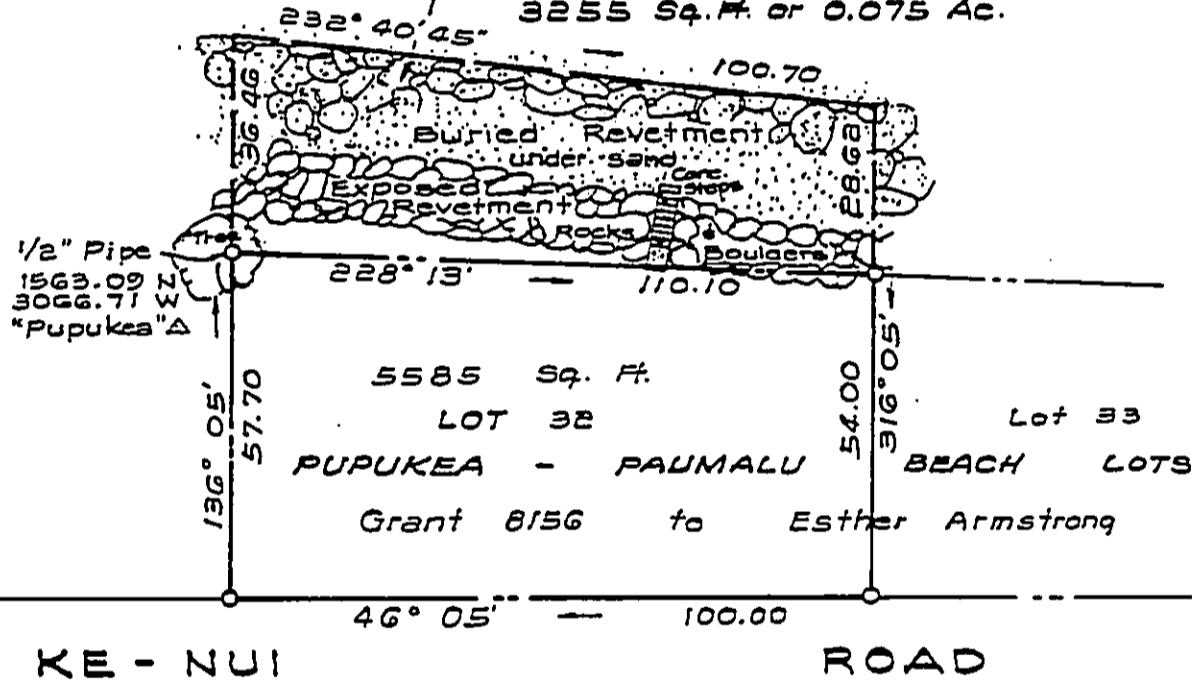 3255 Sq. Ft. or 0.075 Ac.
232° 40' 45"
100.70
36.46
Buried Revetment
under sand
28.62
Conc.
Steps
Exposed
Revetment
Rocks &
Boulders
Tree
1/2" Pipe
1563.09 N
3066.71 W
"Pupukea" △
228° 13'
110.10
136° 05'
57.70
5585 Sq. Ft.
LOT 32
54.00
316° 05'
Lot 33
PUPUKEA - PAUMALU BEACH LOTS
Grant 8156 to Esther Armstrong
46° 05'
100.00
KE - NUI ROAD